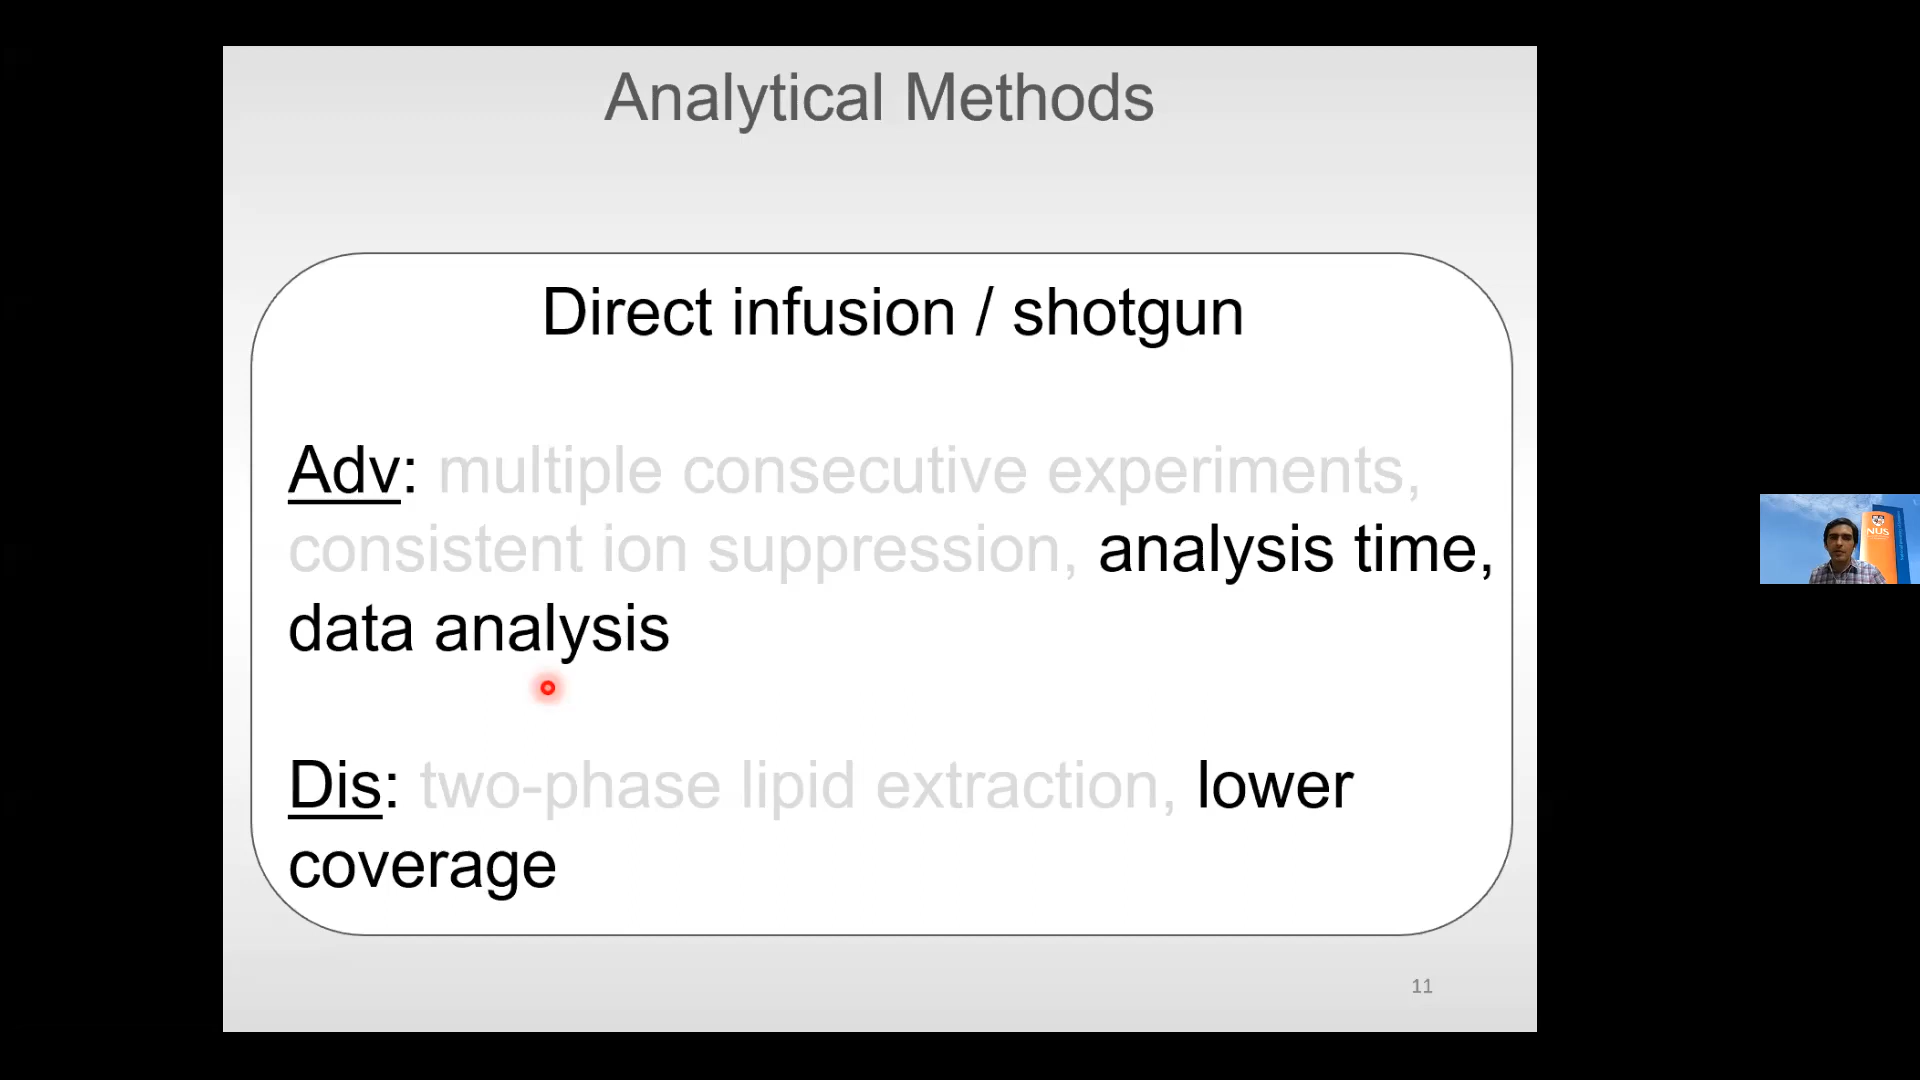 Analytical Methods
Direct infusion / shotgun
Adv: multiple consecutive experiments,
consistent ion suppression, analysis time,
data analysis
Dis: two-phase lipid extraction, lower
coverage
11
NUS